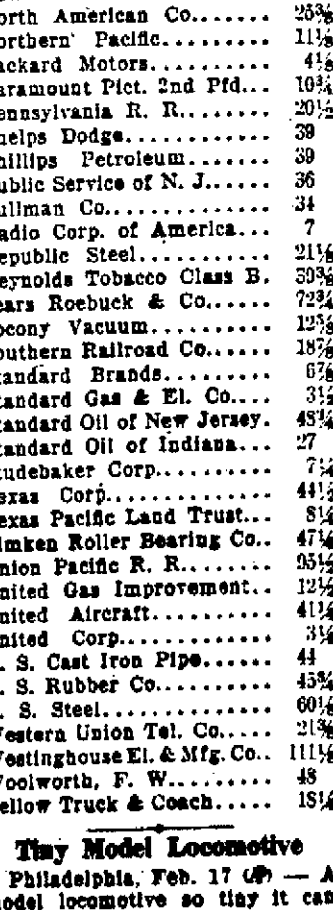 orth American Co....... 25¾
orthern Pacific.......... 11½
ackard Motors.......... 4⅛
aramount Pict. 2nd Pfd... 10¾
ennsylvania R. R........ 20½
helps Dodge............. 39
hillips Petroleum....... 39
ublic Service of N. J..... 36
ullman Co.............. 34
adio Corp. of America... 7
epublic Steel........... 21⅛
eynolds Tobacco Class B. 39⅜
ears Roebuck & Co...... 72¾
ocony Vacuum.......... 12⅝
outhern Railroad Co..... 18⅞
tandard Brands......... 6⅞
tandard Gas & El. Co.... 3½
tandard Oil of New Jersey. 48¼
tandard Oil of Indiana... 27
tudebaker Corp......... 7¼
exas Corp.............. 44½
exas Pacific Land Trust... 8¼
imken Roller Bearing Co.. 47¼
nion Pacific R. R........ 95½
nited Gas Improvement.. 12½
nited Aircraft.......... 41¼
nited Corp............. 3¼
. S. Cast Iron Pipe...... 44
. S. Rubber Co.......... 45¾
. S. Steel............... 60¼
estern Union Tel. Co..... 21¾
estinghouse El. & Mfg. Co.. 111½
oolworth, F. W......... 48
ellow Truck & Coach..... 18¼
Tiny Model Locomotive
Philadelphia, Feb. 17 (AP) — A
model locomotive so tiny it can